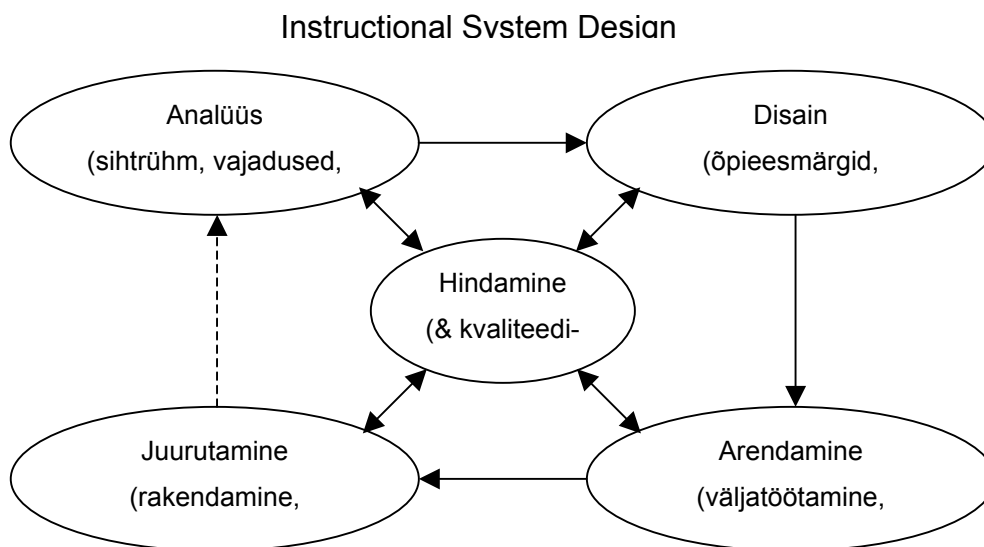 Instructional System Design
Analüüs
(sihtrühm, vajadused,
Disain
(õpieesmärgid,
Hindamine
(& kvaliteedi-
Juurutamine
(rakendamine,
Arendamine
(väljatöötamine,